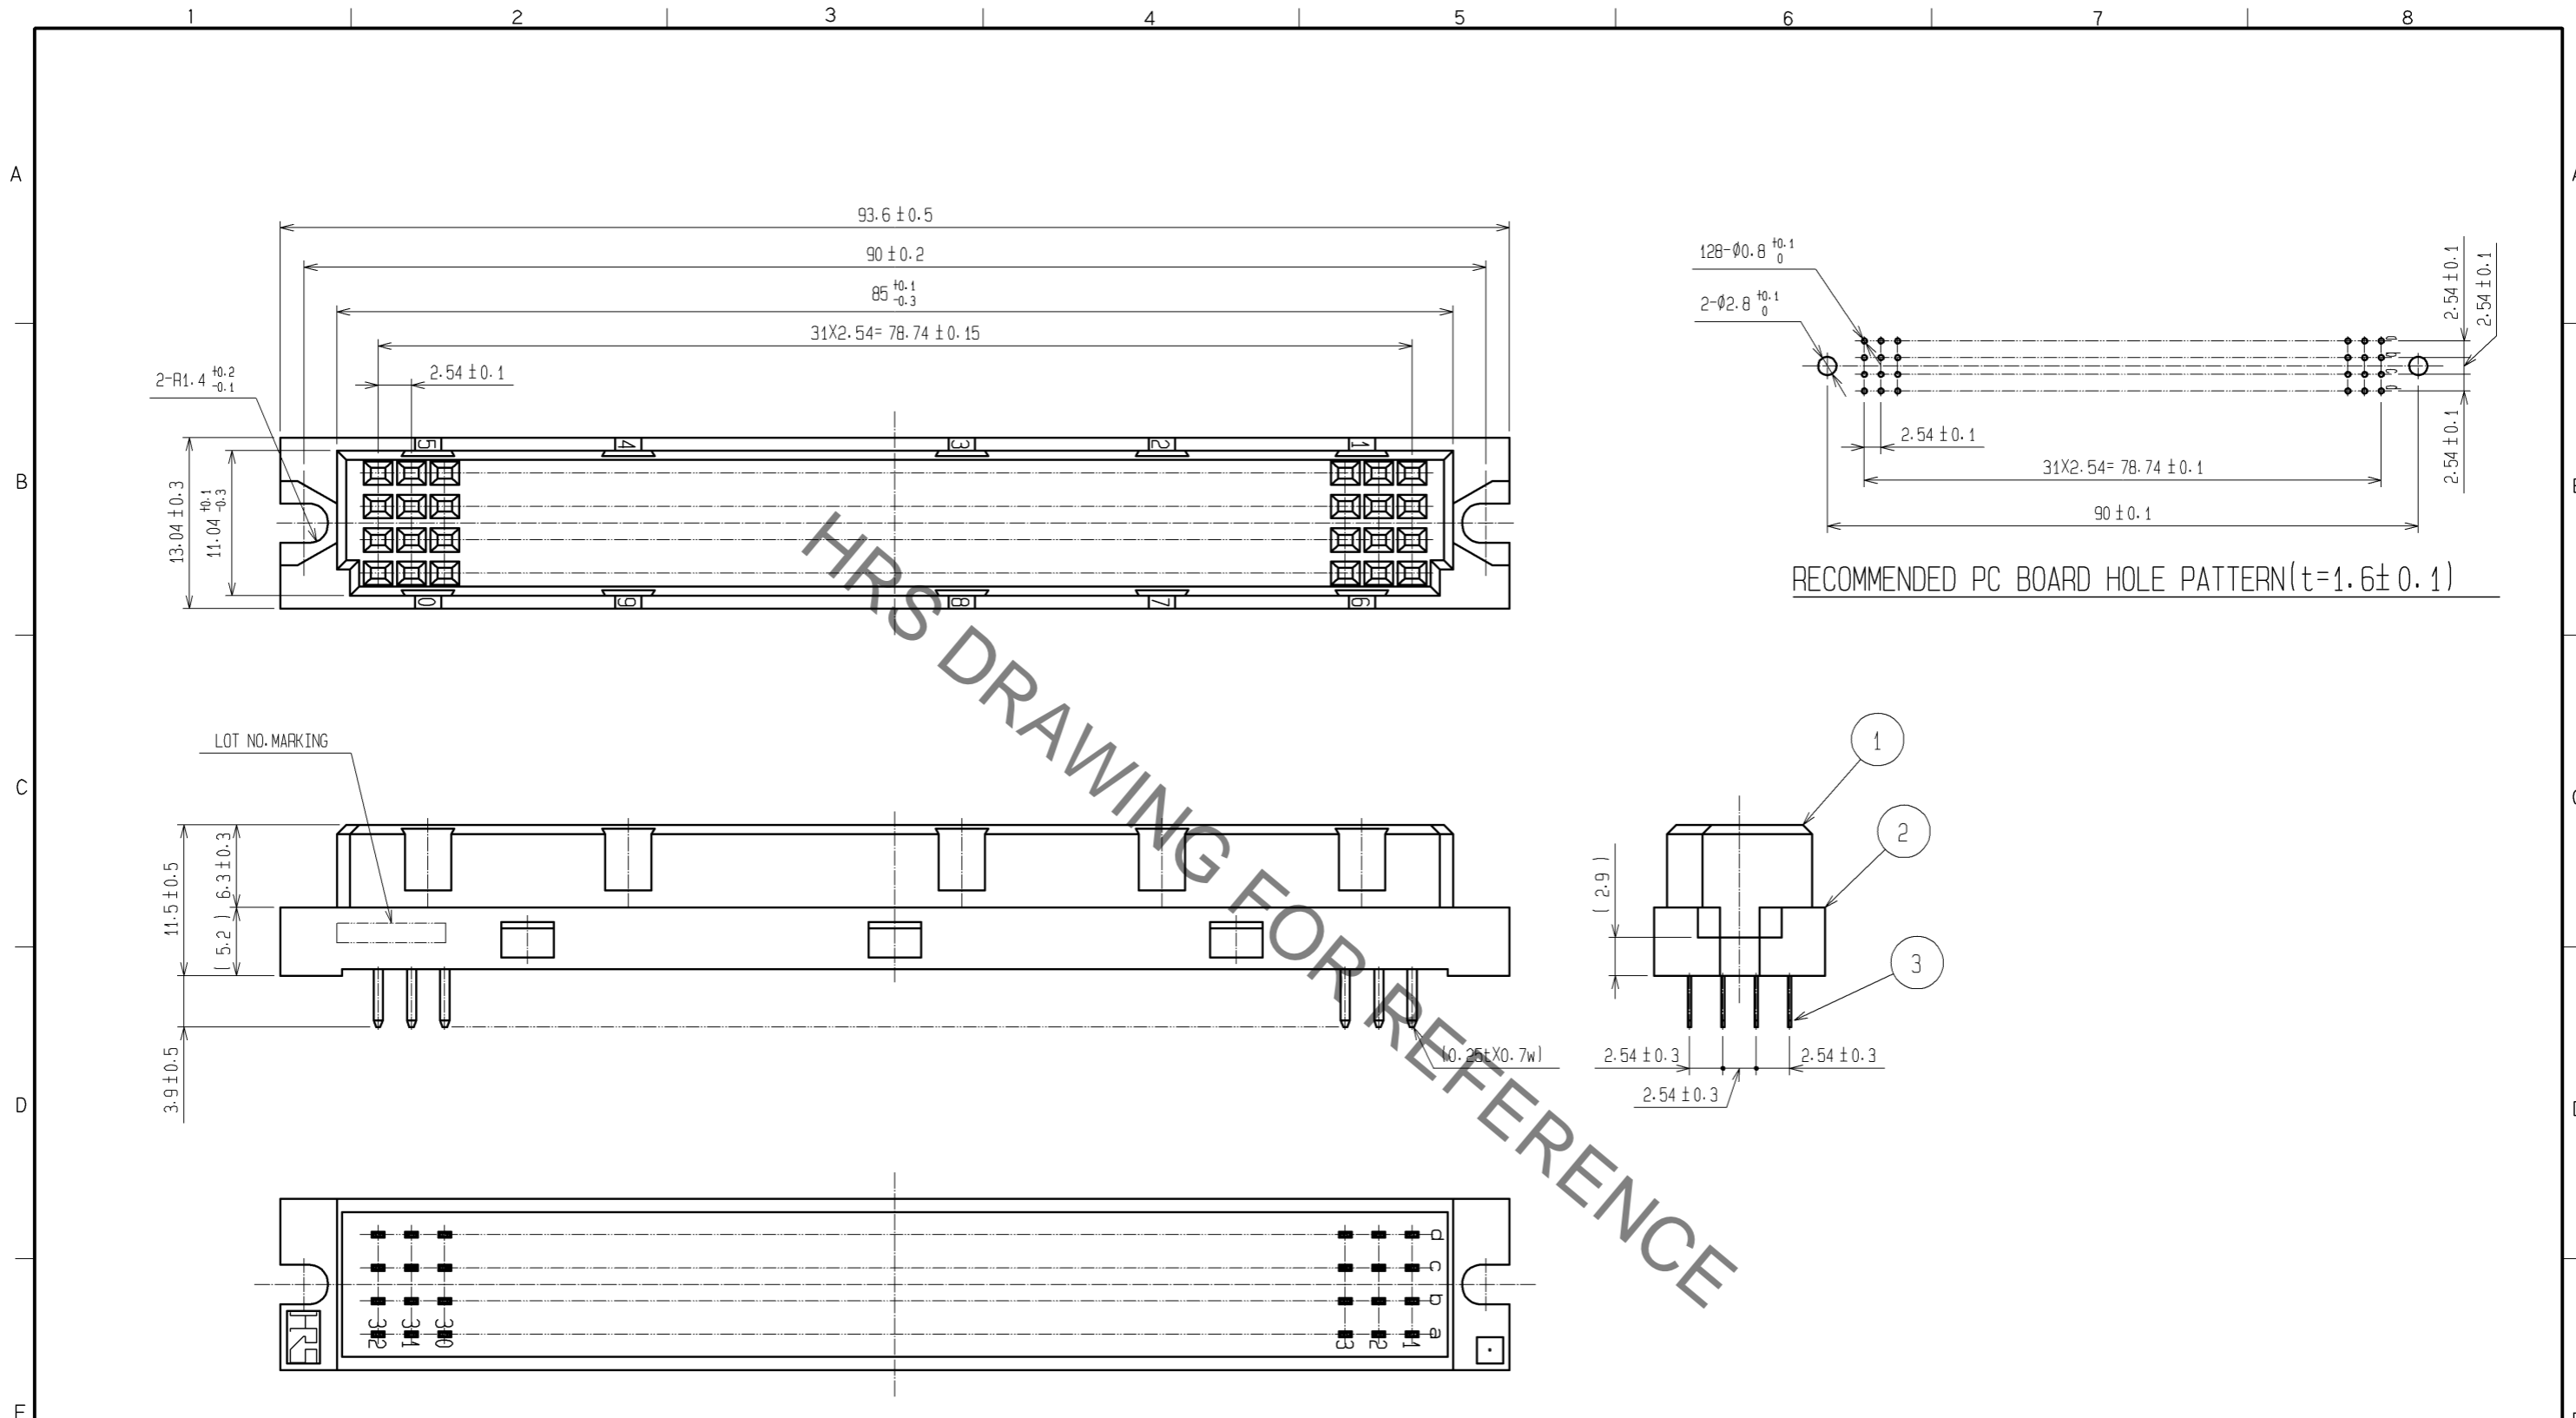 1 2 3 4 5 6 7 8
A
93.6 ±0.5
90 ±0.2
85 +0.1 -0.3
31X2.54= 78.74 ±0.15
2-R1.4 +0.2 -0.1
2.54 ±0.1
13.04 ±0.3
11.04 +0.1 -0.3
5 4 3 2 1
0 9 8 7 6
128-Ø0.8 +0.1 0
2-Ø2.8 +0.1 0
2.54 ±0.1
2.54 ±0.1
a
b
c
d
2.54 ±0.1
2.54 ±0.1
31X2.54= 78.74 ±0.1
90 ±0.1
RECOMMENDED PC BOARD HOLE PATTERN(t=1.6± 0.1)
B
HRS DRAWING FOR REFERENCE
LOT NO.MARKING
C
11.5 ±0.5
6.3 ±0.3
( 5.2 )
3.9 ±0.5
(0.25tX0.7w)
1
2
3
( 2.9 )
2.54 ±0.3
2.54 ±0.3
2.54 ±0.3
D
d
c
b
a
32 31 30 3 2 1
HRS
E